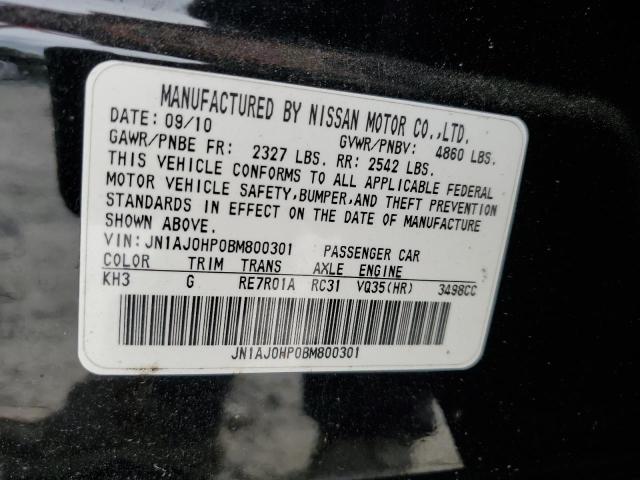 MANUFACTURED BY NISSAN MOTOR CO.,LTD.
DATE: 09/10 GVWR/PNBV: 4860 LBS.
GAWR/PNBE FR: 2327 LBS. RR: 2542 LBS.
THIS VEHICLE CONFORMS TO ALL APPLICABLE FEDERAL
MOTOR VEHICLE SAFETY,BUMPER,AND THEFT PREVENTION
STANDARDS IN EFFECT ON THE DATE OF MANUFACTURE
SHOWN ABOVE.
VIN:JN1AJ0HP0BM800301 PASSENGER CAR
COLOR TRIM TRANS AXLE ENGINE
KH3 G RE7R01A RC31 VQ35(HR) 3498CC
JN1AJ0HP0BM800301